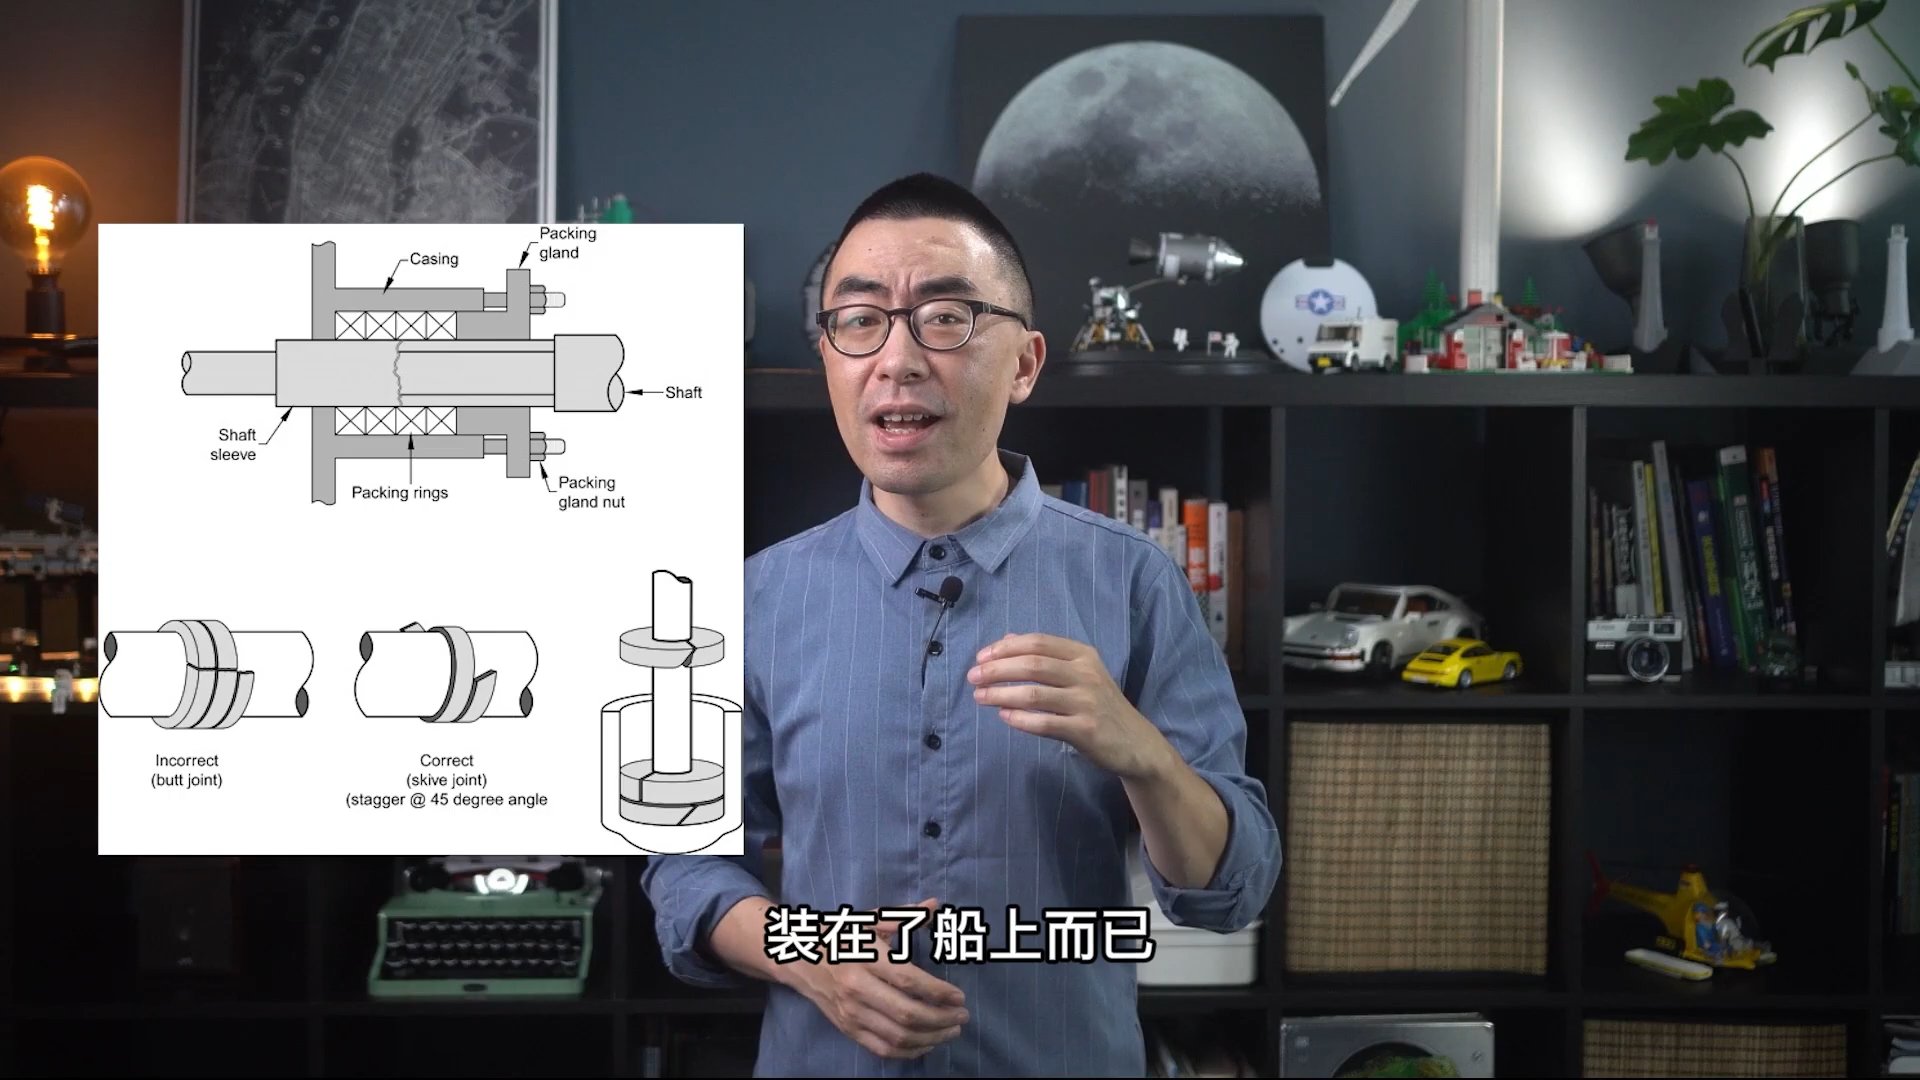 Packing
gland
Casing
Shaft
Shaft
sleeve
Packing rings
Packing
gland nut
Incorrect
(butt joint)
Correct
(skive joint)
(stagger @ 45 degree angle
装在了船上而已